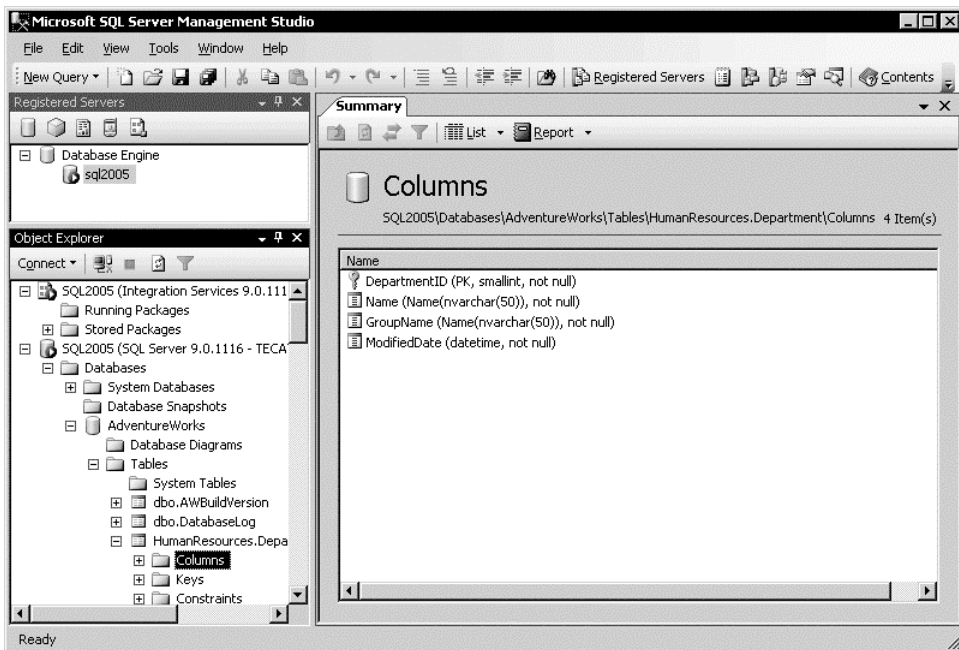 Microsoft SQL Server Management Studio
File Edit View Tools Window Help
New Query Registered Servers Contents
Registered Servers
Database Engine
sql2005
Object Explorer
Connect
SQL2005 (Integration Services 9.0.111
Running Packages
Stored Packages
SQL2005 (SQL Server 9.0.1116 - TECA
Databases
System Databases
Database Snapshots
AdventureWorks
Database Diagrams
Tables
System Tables
dbo.AWBuildVersion
dbo.DatabaseLog
HumanResources.Depa
Columns
Keys
Constraints
Summary
List Report
Columns
SQL2005\Databases\AdventureWorks\Tables\HumanResources.Department\Columns 4 Item(s)
Name
DepartmentID (PK, smallint, not null)
Name (Name(nvarchar(50)), not null)
GroupName (Name(nvarchar(50)), not null)
ModifiedDate (datetime, not null)
Ready